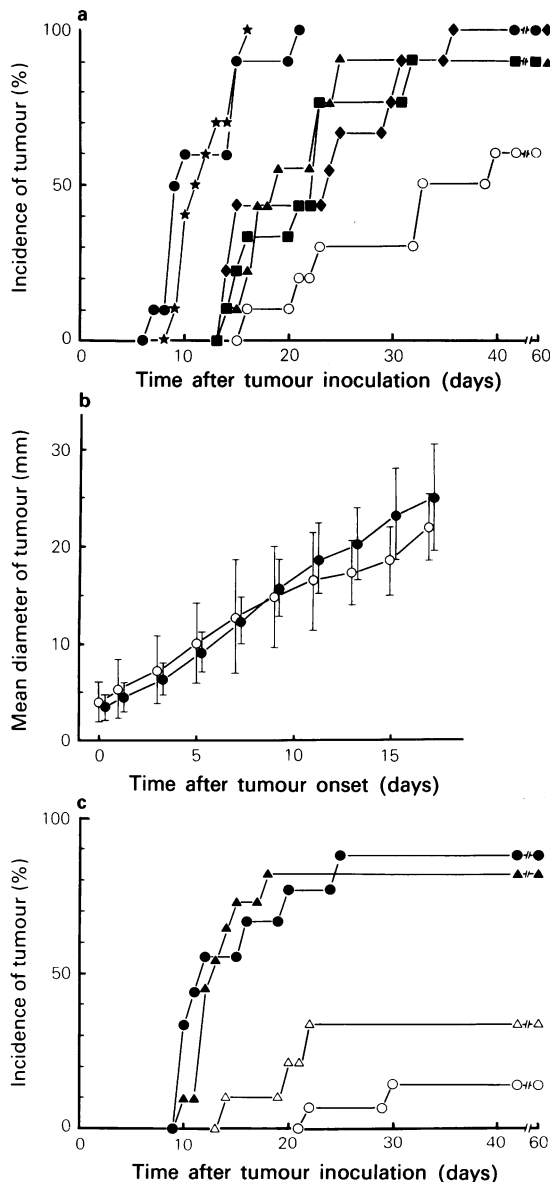 a
100
50
0
Incidence of tumour (%)
0 10 20 30 40 60
Time after tumour inoculation (days)
b
30
20
10
0
Mean diameter of tumour (mm)
0 5 10 15
Time after tumour onset (days)
c
100
50
0
Incidence of tumour (%)
0 10 20 30 40 60
Time after tumour inoculation (days)